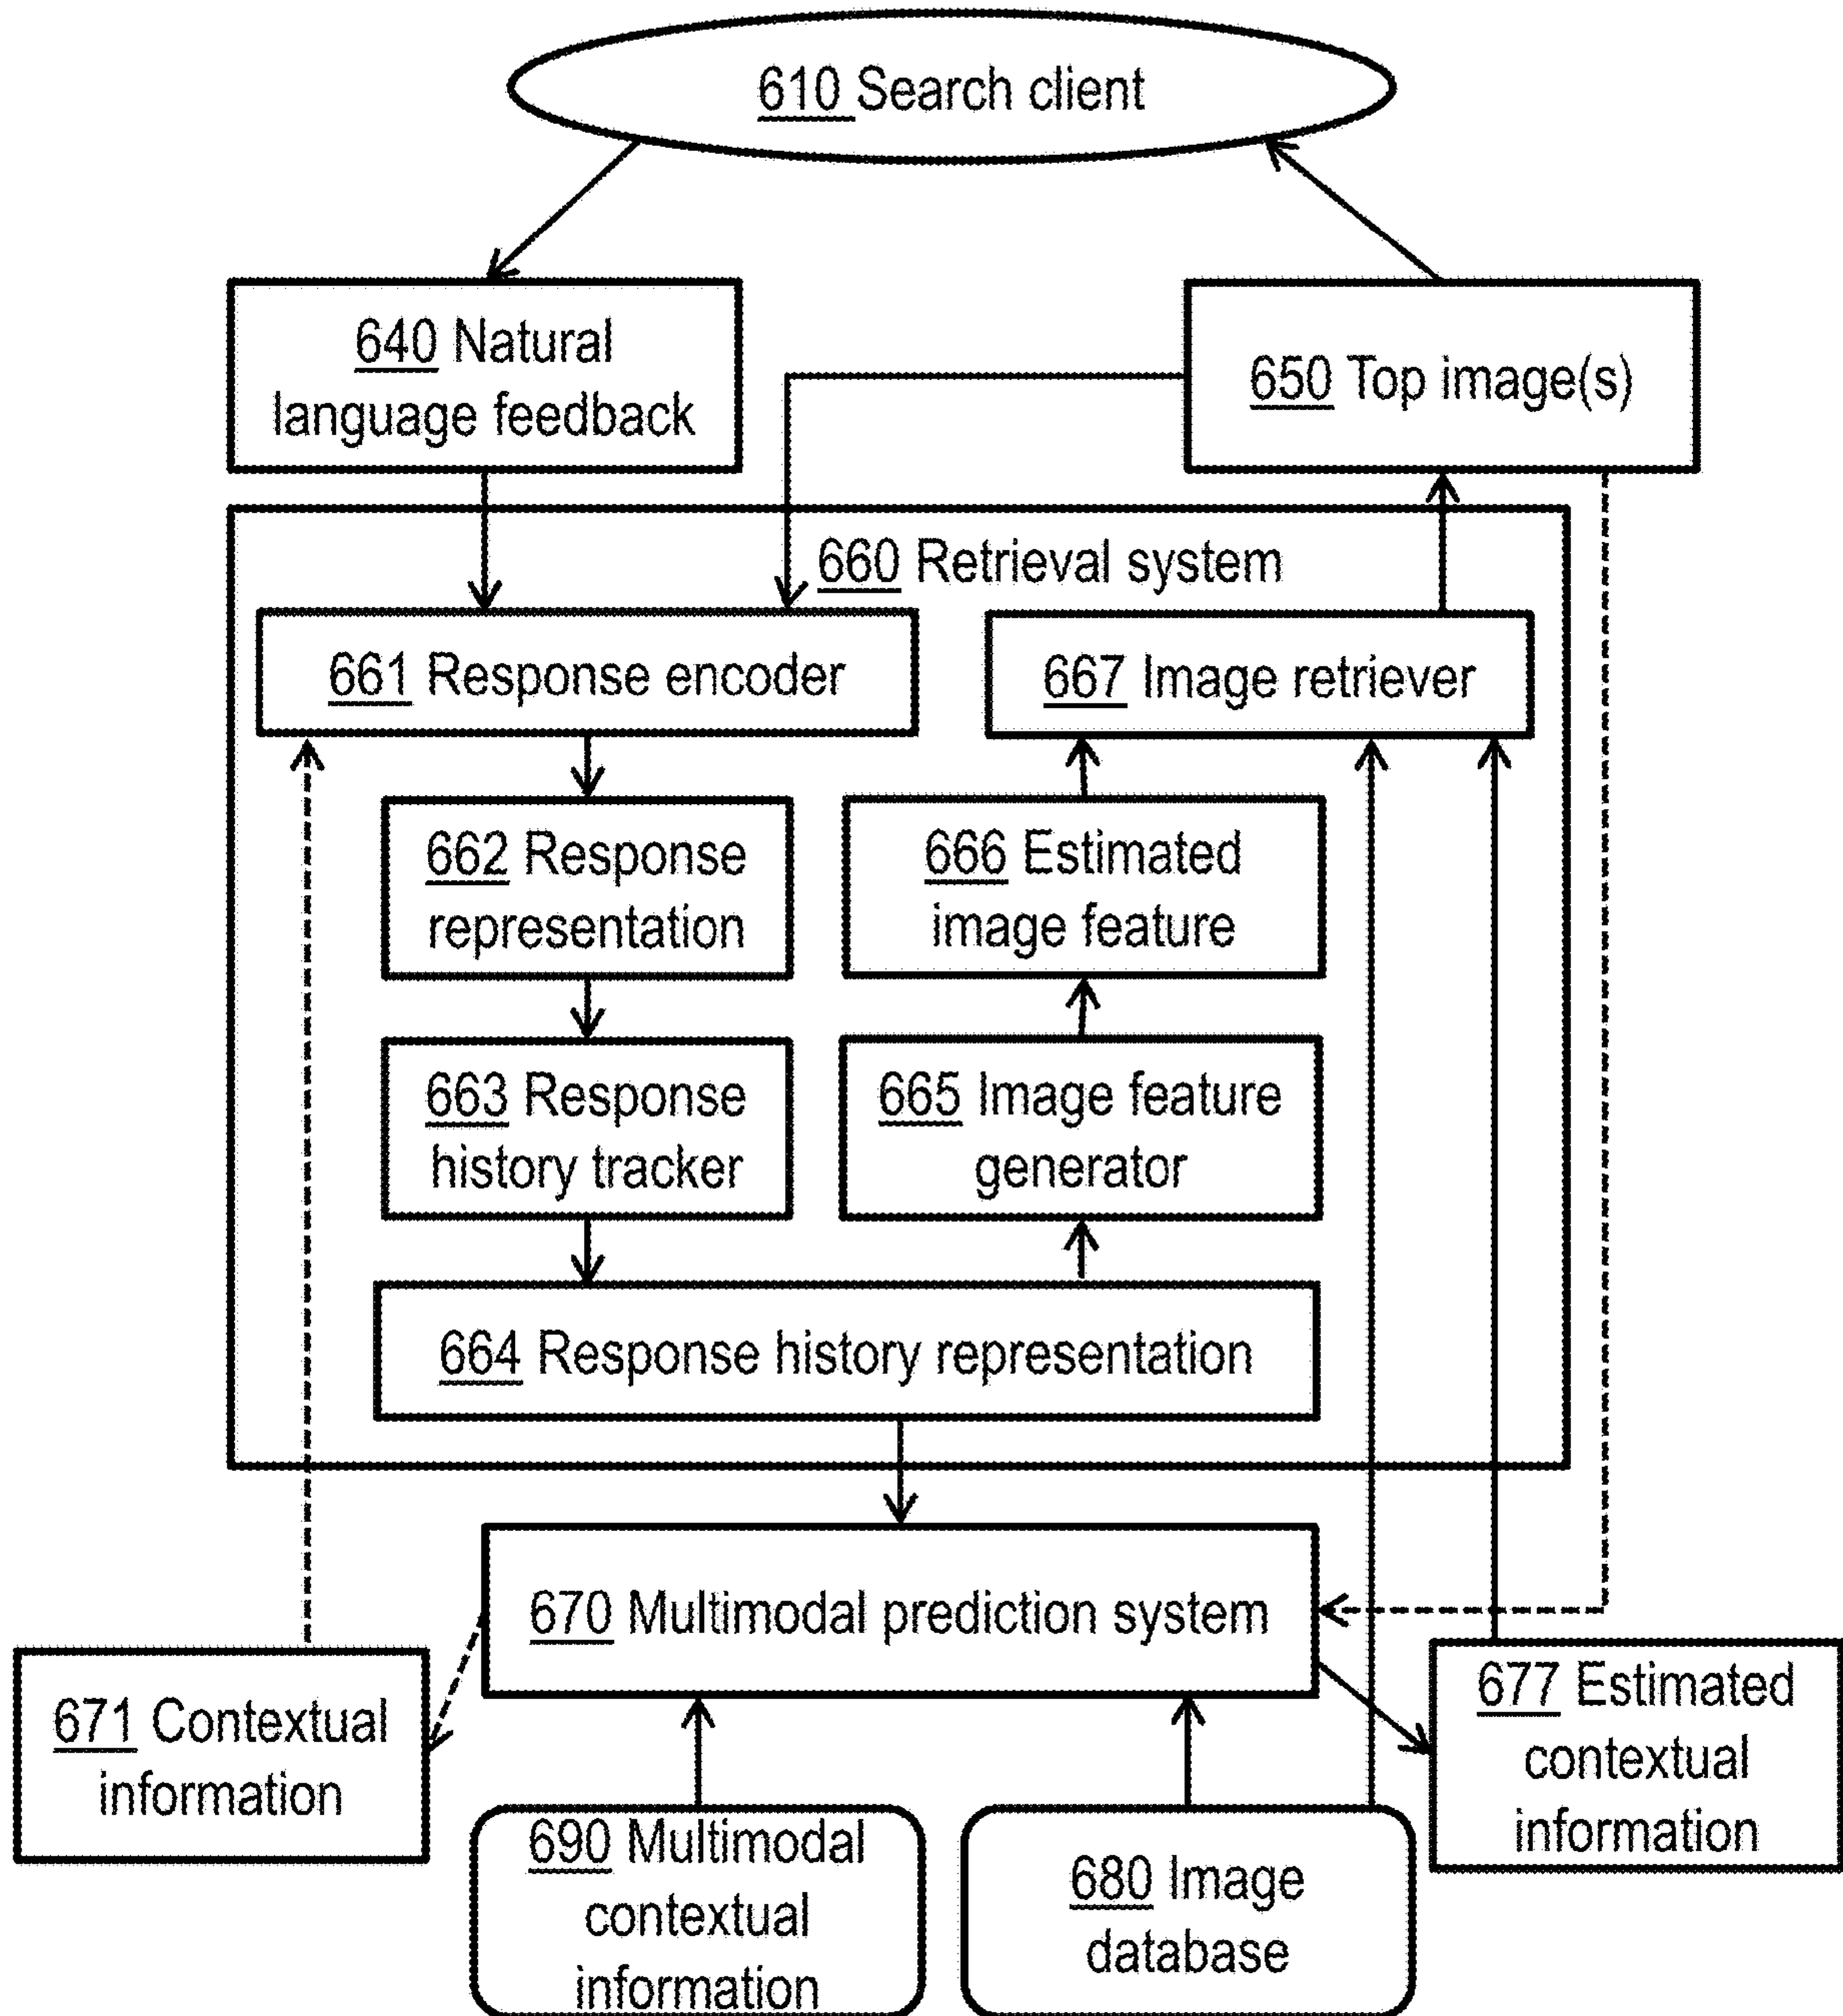 610 Search client
640 Natural
language feedback
650 Top image(s)
660 Retrieval system
661 Response encoder
667 Image retriever
662 Response
representation
666 Estimated
image feature
663 Response
history tracker
665 Image feature
generator
664 Response history representation
670 Multimodal prediction system
671 Contextual
information
677 Estimated
contextual
information
690 Multimodal
contextual
information
680 Image
database